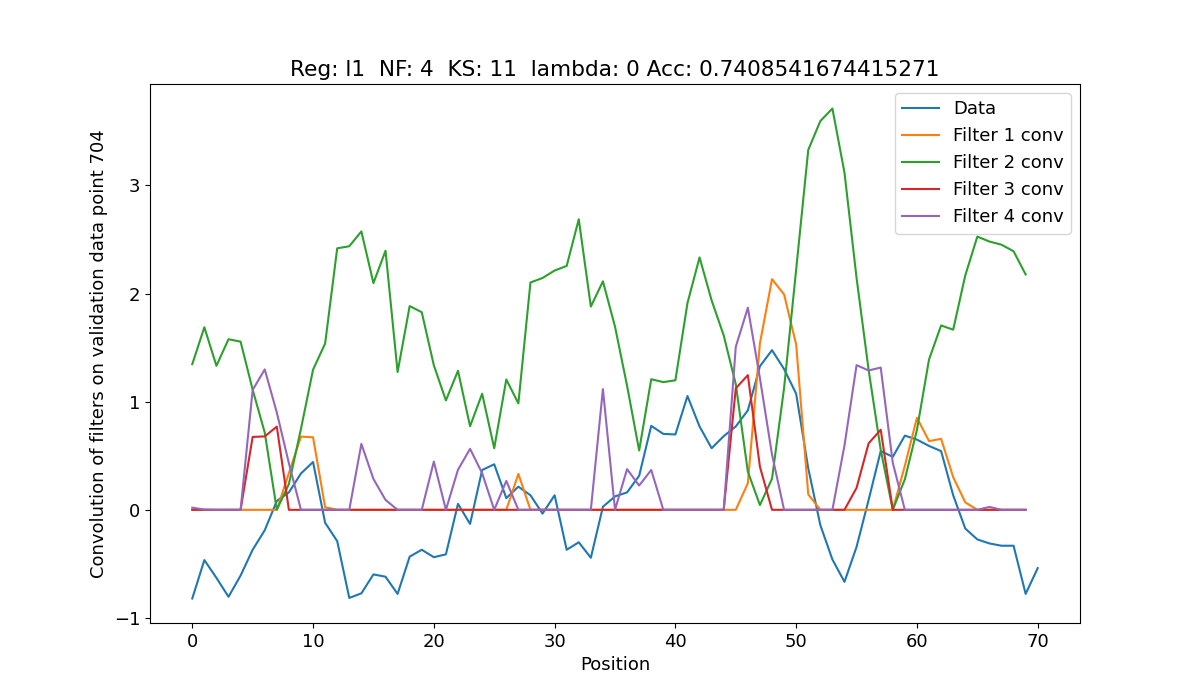 Reg: l1  NF: 4  KS: 11  lambda: 0 Acc: 0.7408541674415271
Convolution of filters on validation data point 704
3
2
1
0
−1
Data
Filter 1 conv
Filter 2 conv
Filter 3 conv
Filter 4 conv
0 10 20 30 40 50 60 70
Position